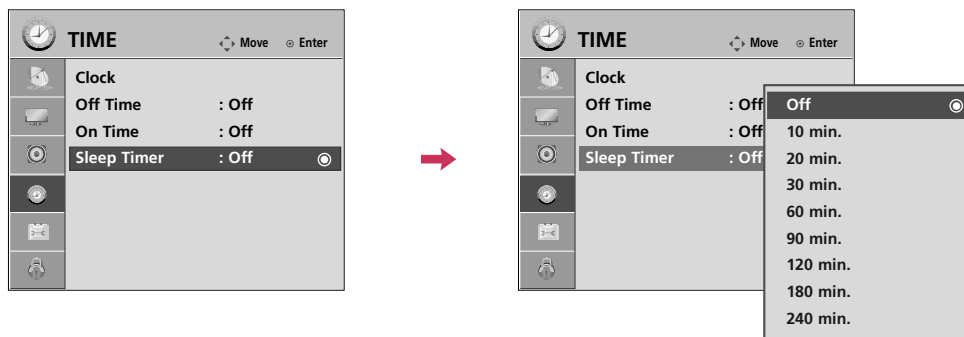 TIME Move Enter
Clock
Off Time : Off
On Time : Off
Sleep Timer : Off
TIME Move Enter
Clock
Off Time : Off
On Time : Off
Sleep Timer : Off
Off
10 min.
20 min.
30 min.
60 min.
90 min.
120 min.
180 min.
240 min.